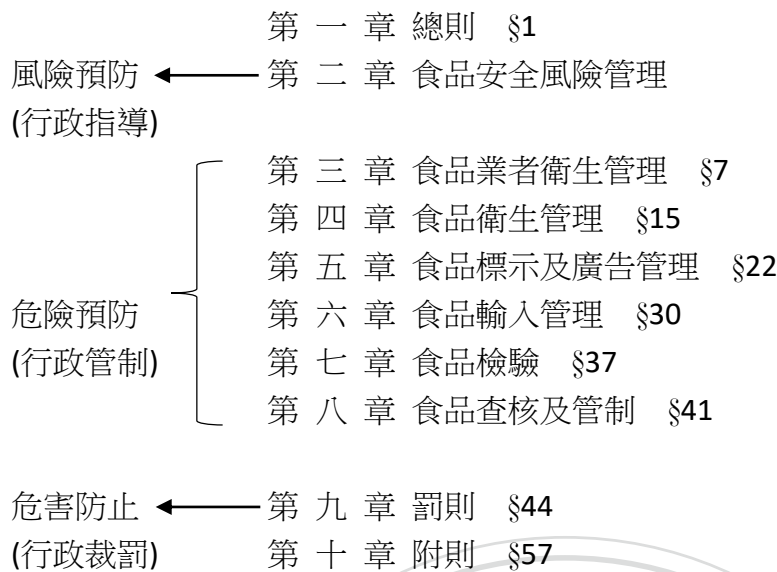 第 一 章 總則 §1
風險預防 第 二 章 食品安全風險管理
(行政指導)
第 三 章 食品業者衛生管理 §7
第 四 章 食品衛生管理 §15
第 五 章 食品標示及廣告管理 §22
危險預防 第 六 章 食品輸入管理 §30
(行政管制) 第 七 章 食品檢驗 §37
第 八 章 食品查核及管制 §41
危害防止 第 九 章 罰則 §44
(行政裁罰) 第 十 章 附則 §57